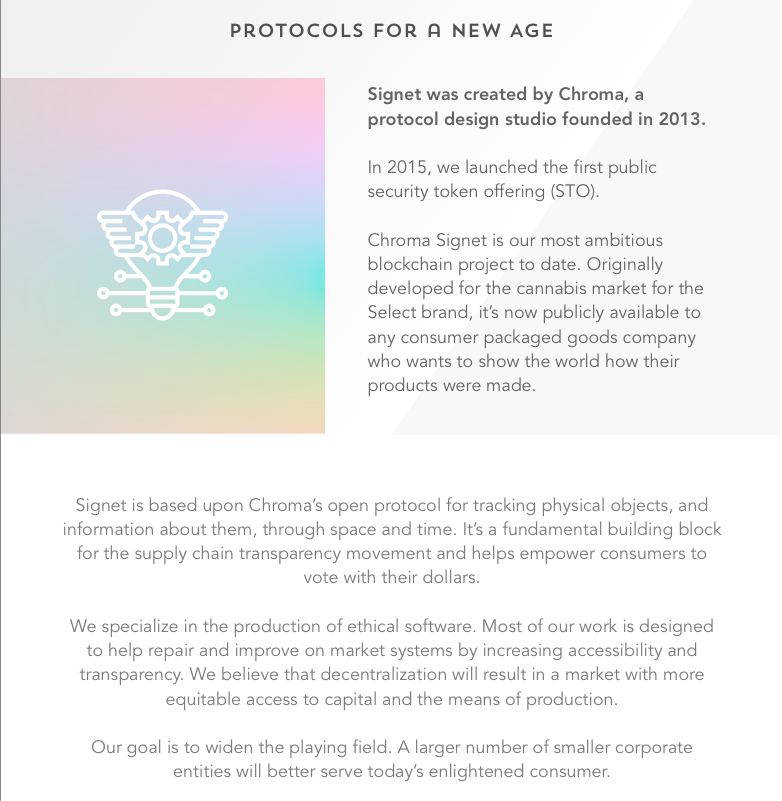 PROTOCOLS FOR A NEW AGE
Signet was created by Chroma, a
protocol design studio founded in 2013.
In 2015, we launched the first public
security token offering (STO).
Chroma Signet is our most ambitious
blockchain project to date. Originally
developed for the cannabis market for the
Select brand, it’s now publicly available to
any consumer packaged goods company
who wants to show the world how their
products were made.
Signet is based upon Chroma’s open protocol for tracking physical objects, and
information about them, through space and time. It’s a fundamental building block
for the supply chain transparency movement and helps empower consumers to
vote with their dollars.
We specialize in the production of ethical software. Most of our work is designed
to help repair and improve on market systems by increasing accessibility and
transparency. We believe that decentralization will result in a market with more
equitable access to capital and the means of production.
Our goal is to widen the playing field. A larger number of smaller corporate
entities will better serve today’s enlightened consumer.